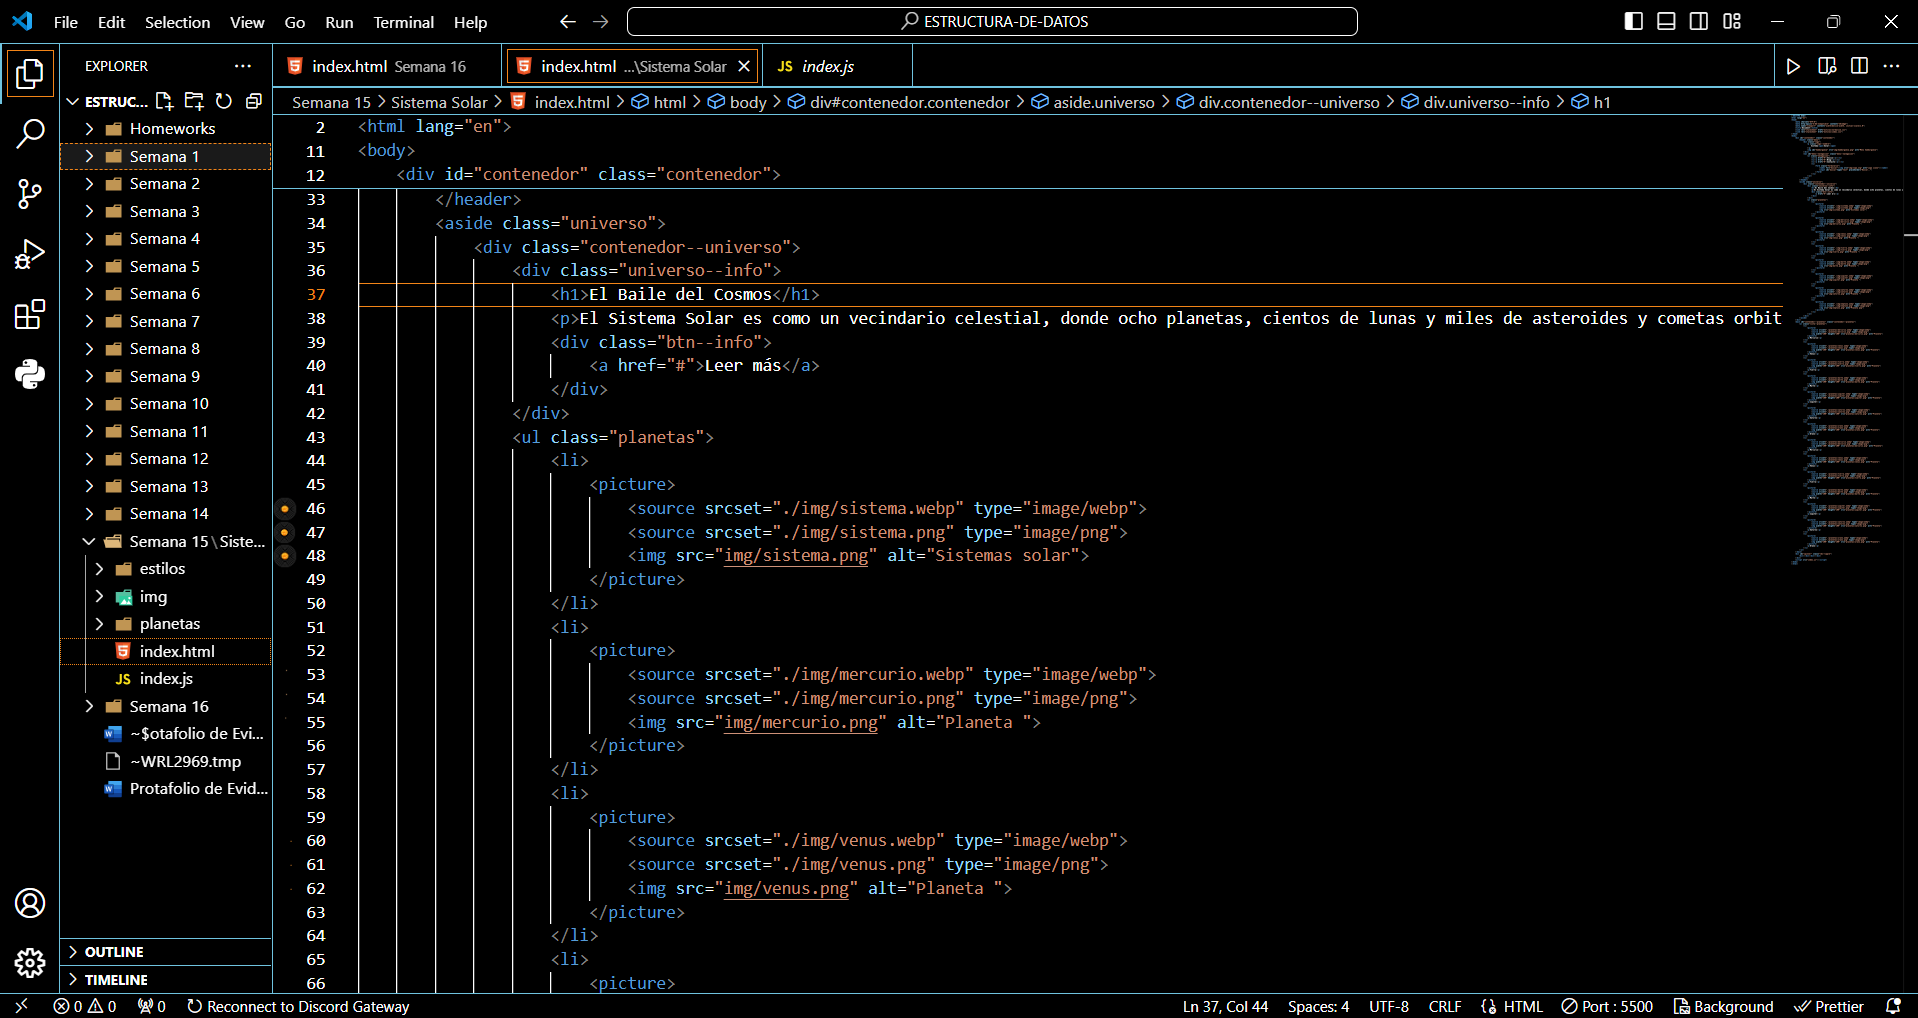 File Edit Selection View Go Run Terminal Help
ESTRUCTURA-DE-DATOS
EXPLORER
ESTRUC...
Homeworks
Semana 1
Semana 2
Semana 3
Semana 4
Semana 5
Semana 6
Semana 7
Semana 8
Semana 9
Semana 10
Semana 11
Semana 12
Semana 13
Semana 14
Semana 15\Siste...
estilos
img
planetas
index.html
JS index.js
Semana 16
~$otafolio de Evi...
~WRL2969.tmp
Protafolio de Evid...
OUTLINE
TIMELINE
index.html Semana 16
index.html ...\Sistema Solar
JS index.js
Semana 15 > Sistema Solar > index.html > html > body > div#contenedor.contenedor > aside.universo > div.contenedor--universo > div.universo--info > h1
2 <html lang="en">
11 <body>
12 <div id="contenedor" class="contenedor">
33 </header>
34 <aside class="universo">
35 <div class="contenedor--universo">
36 <div class="universo--info">
37 <h1>El Baile del Cosmos</h1>
38 <p>El Sistema Solar es como un vecindario celestial, donde ocho planetas, cientos de lunas y miles de asteroides y cometas orbit
39 <div class="btn--info">
40 <a href="#">Leer más</a>
41 </div>
42 </div>
43 <ul class="planetas">
44 <li>
45 <picture>
46 <source srcset="./img/sistema.webp" type="image/webp">
47 <source srcset="./img/sistema.png" type="image/png">
48 <img src="img/sistema.png" alt="Sistemas solar">
49 </picture>
50 </li>
51 <li>
52 <picture>
53 <source srcset="./img/mercurio.webp" type="image/webp">
54 <source srcset="./img/mercurio.png" type="image/png">
55 <img src="img/mercurio.png" alt="Planeta ">
56 </picture>
57 </li>
58 <li>
59 <picture>
60 <source srcset="./img/venus.webp" type="image/webp">
61 <source srcset="./img/venus.png" type="image/png">
62 <img src="img/venus.png" alt="Planeta ">
63 </picture>
64 </li>
65 <li>
66 <picture>
0 0 0 Reconnect to Discord Gateway Ln 37, Col 44 Spaces: 4 UTF-8 CRLF HTML Port : 5500 Background Prettier